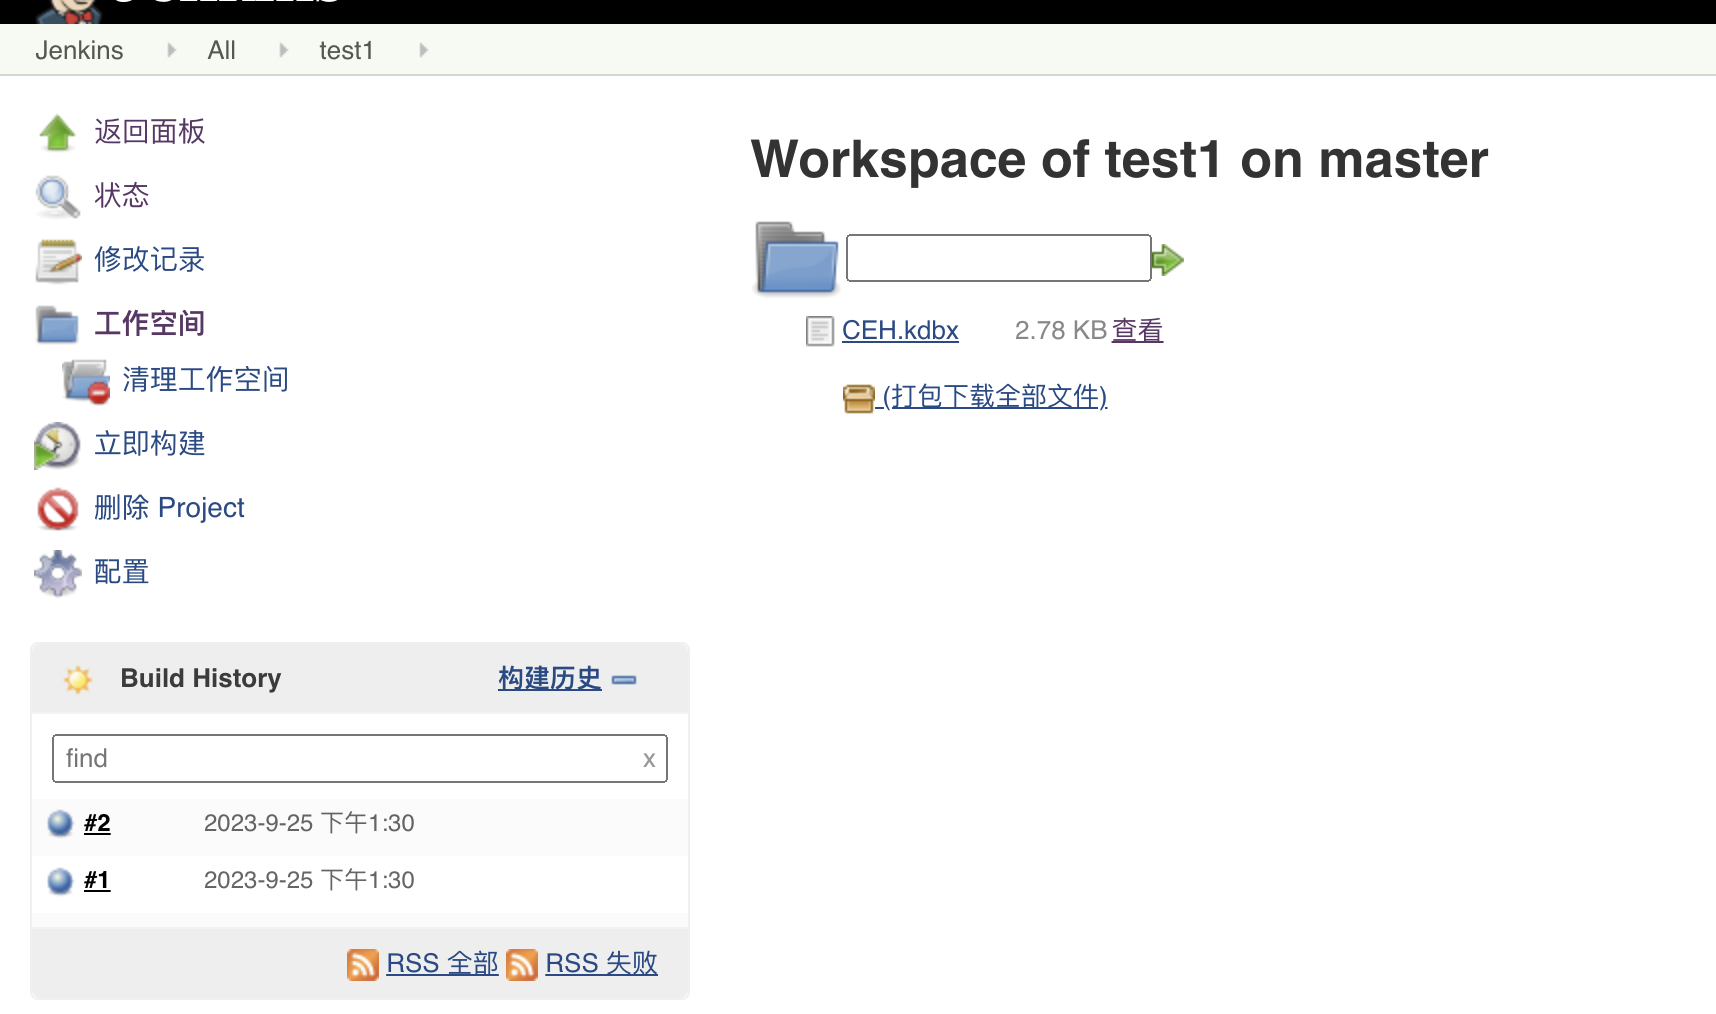 Jenkins All test1
返回面板
状态
修改记录
工作空间
清理工作空间
立即构建
删除 Project
配置
Build History 构建历史
find x
#2 2023-9-25 下午1:30
#1 2023-9-25 下午1:30
RSS 全部 RSS 失败
Workspace of test1 on master
CEH.kdbx 2.78 KB 查看
(打包下载全部文件)